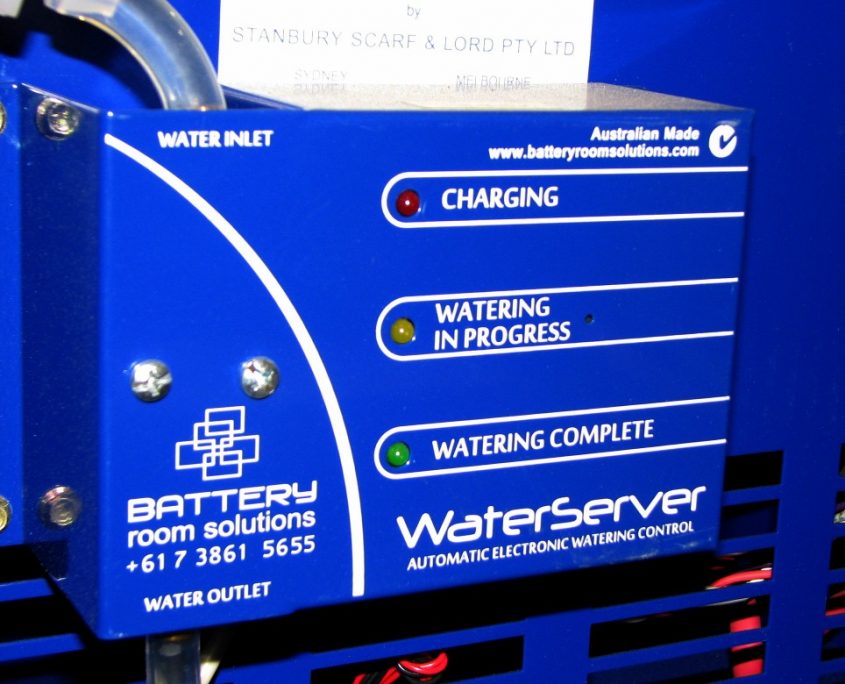 by
STANBURY SCARF & LORD PTY LTD
SYDNEY MELBOURNE
WATER INLET
Australian Made
www.batteryroomsolutions.com
CHARGING
WATERING
IN PROGRESS
WATERING COMPLETE
BATTERY
room solutions
+61 7 3861 5655
WATER OUTLET
WaterServer
AUTOMATIC ELECTRONIC WATERING CONTROL